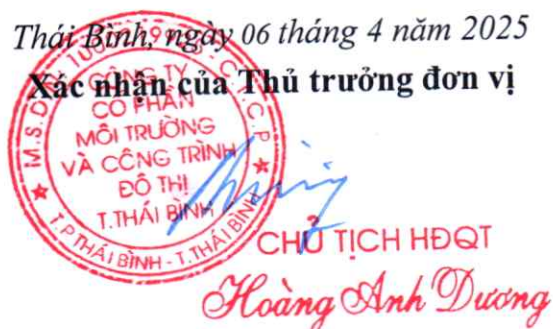 Thái Bình, ngày 06 tháng 4 năm 2025
Xác nhận của Thủ trưởng đơn vị
CÔNG TY
CỔ PHẦN
MÔI TRƯỜNG
VÀ CÔNG TRÌNH
ĐÔ THỊ
T.THÁI BÌNH
T.P THÁI BÌNH - T.THÁI BÌNH
CHỦ TỊCH HĐQT
Hoàng Anh Dương